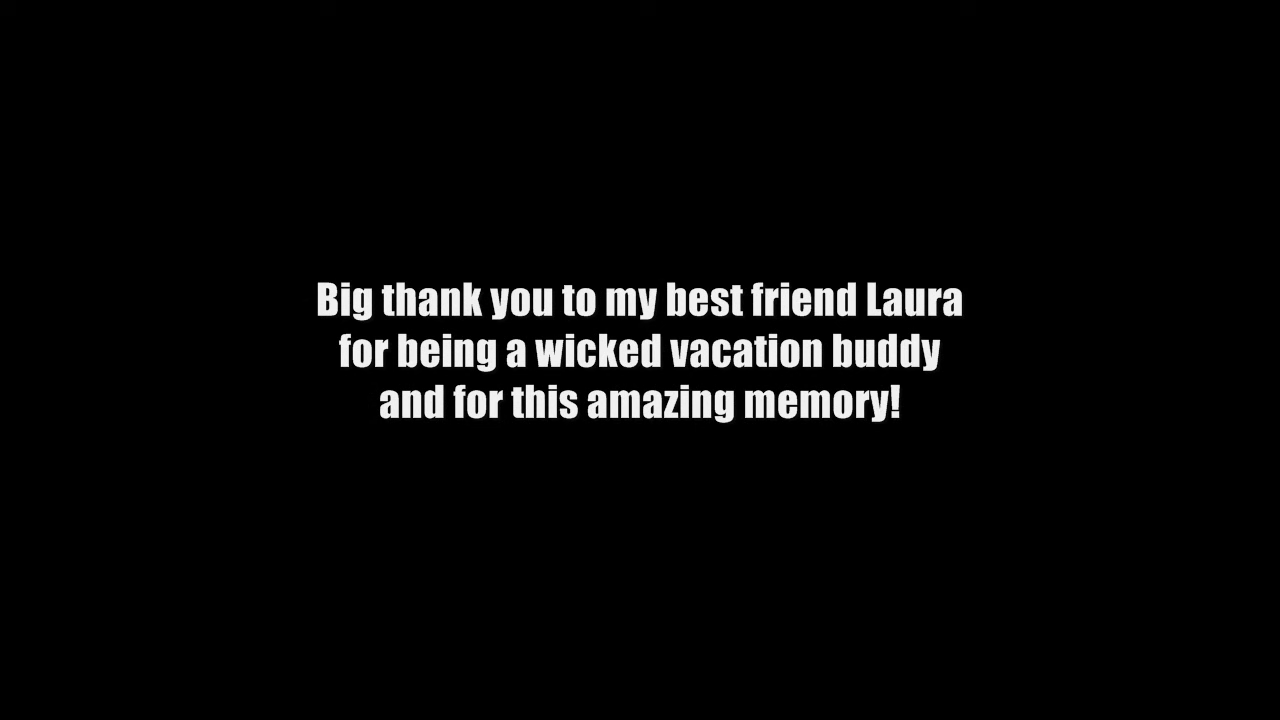 Big thank you to my best friend Laura
for being a wicked vacation buddy
and for this amazing memory!